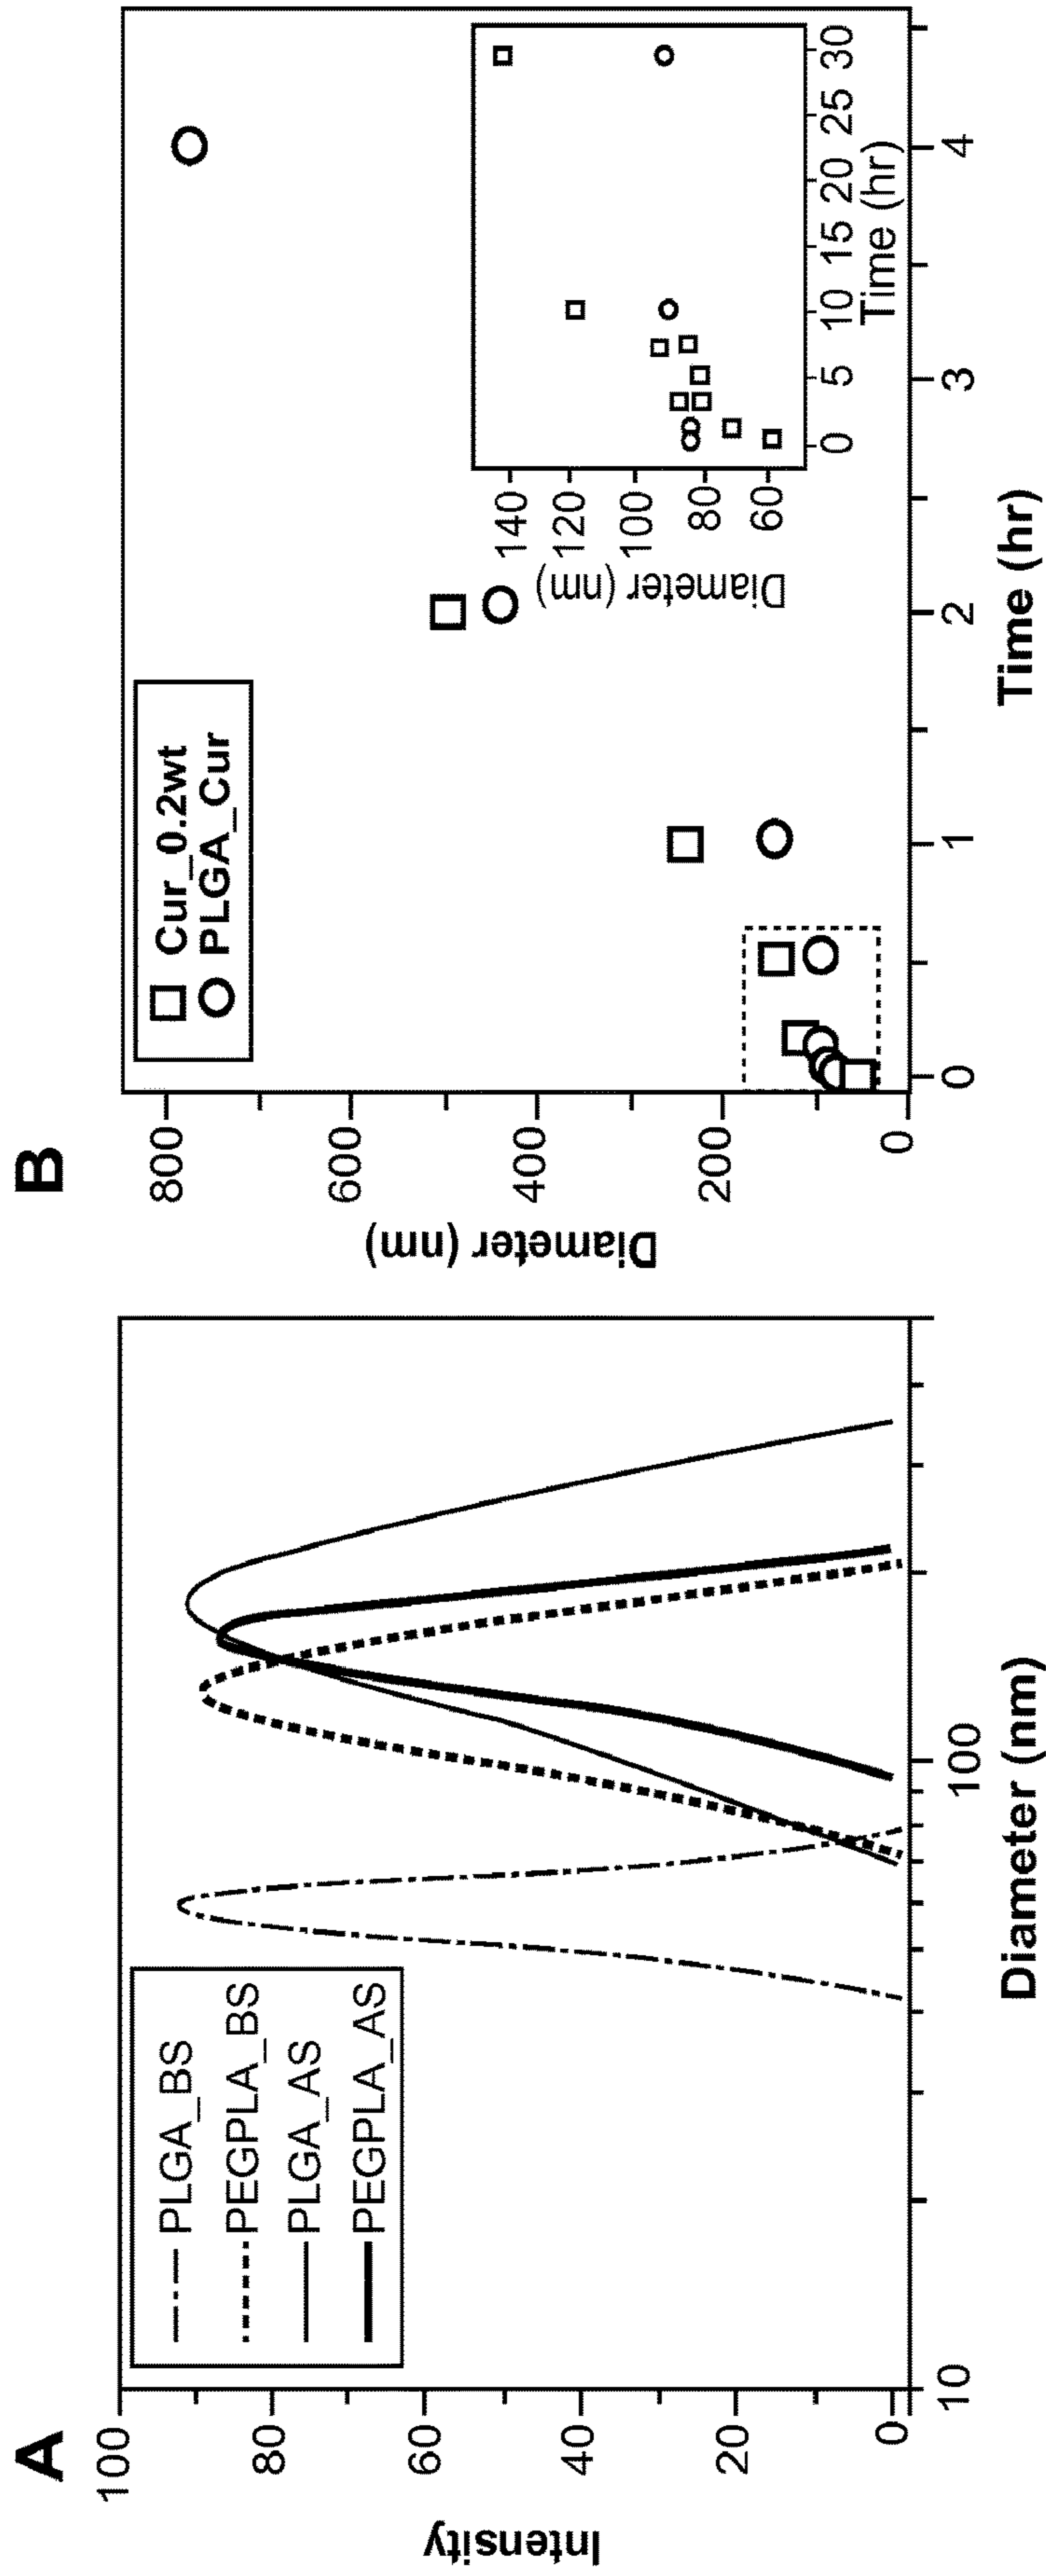 A
100
80
60
40
20
0
Intensity
PLGA_BS
PEGPLA_BS
PLGA_AS
PEGPLA_AS
10
100
Diameter (nm)
B
800
600
400
200
0
Diameter (nm)
Cur_0.2wt
PLGA_Cur
0
1
2
3
4
Time (hr)
140
120
100
80
60
Diameter (nm)
0
5
10
15
20
25
30
Time (hr)